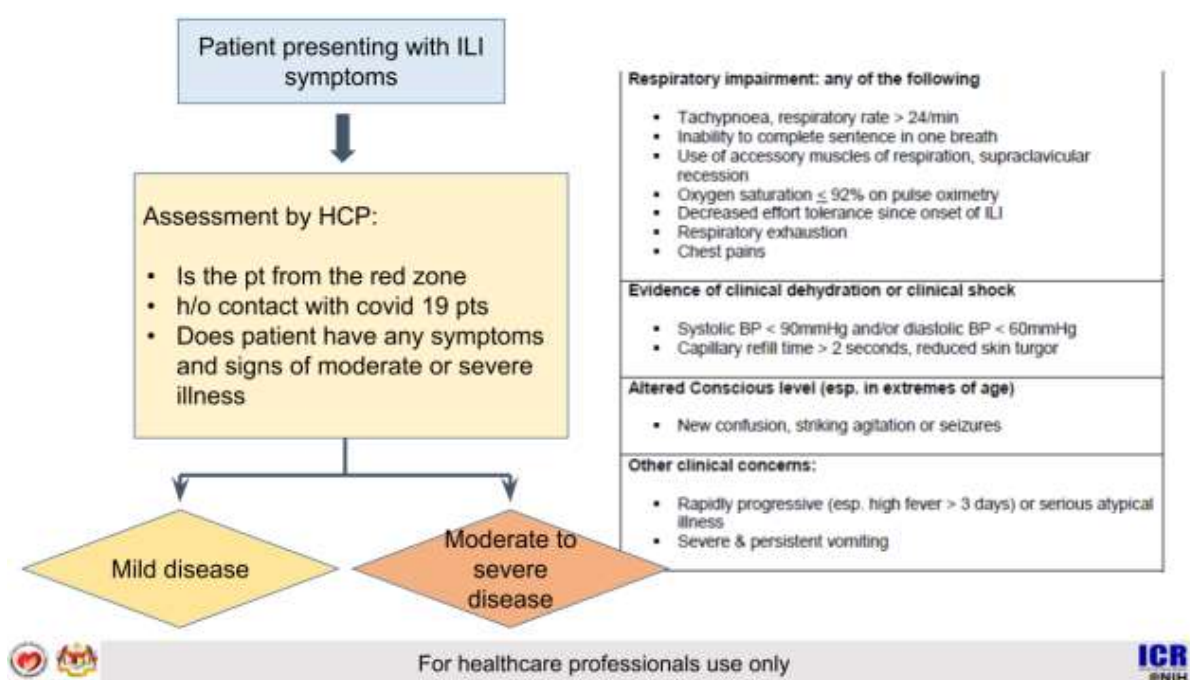 Patient presenting with ILI
symptoms
Assessment by HCP:
• Is the pt from the red zone
• h/o contact with covid 19 pts
• Does patient have any symptoms
and signs of moderate or severe
illness
Mild disease
Moderate to
severe
disease
Respiratory impairment: any of the following
▪ Tachypnoea, respiratory rate > 24/min
▪ Inability to complete sentence in one breath
▪ Use of accessory muscles of respiration, supraclavicular
recession
▪ Oxygen saturation ≤ 92% on pulse oximetry
▪ Decreased effort tolerance since onset of ILI
▪ Respiratory exhaustion
▪ Chest pains
Evidence of clinical dehydration or clinical shock
▪ Systolic BP < 90mmHg and/or diastolic BP < 60mmHg
▪ Capillary refill time > 2 seconds, reduced skin turgor
Altered Conscious level (esp. in extremes of age)
▪ New confusion, striking agitation or seizures
Other clinical concerns:
▪ Rapidly progressive (esp. high fever > 3 days) or serious atypical
illness
▪ Severe & persistent vomiting
For healthcare professionals use only
ICR
@NIH